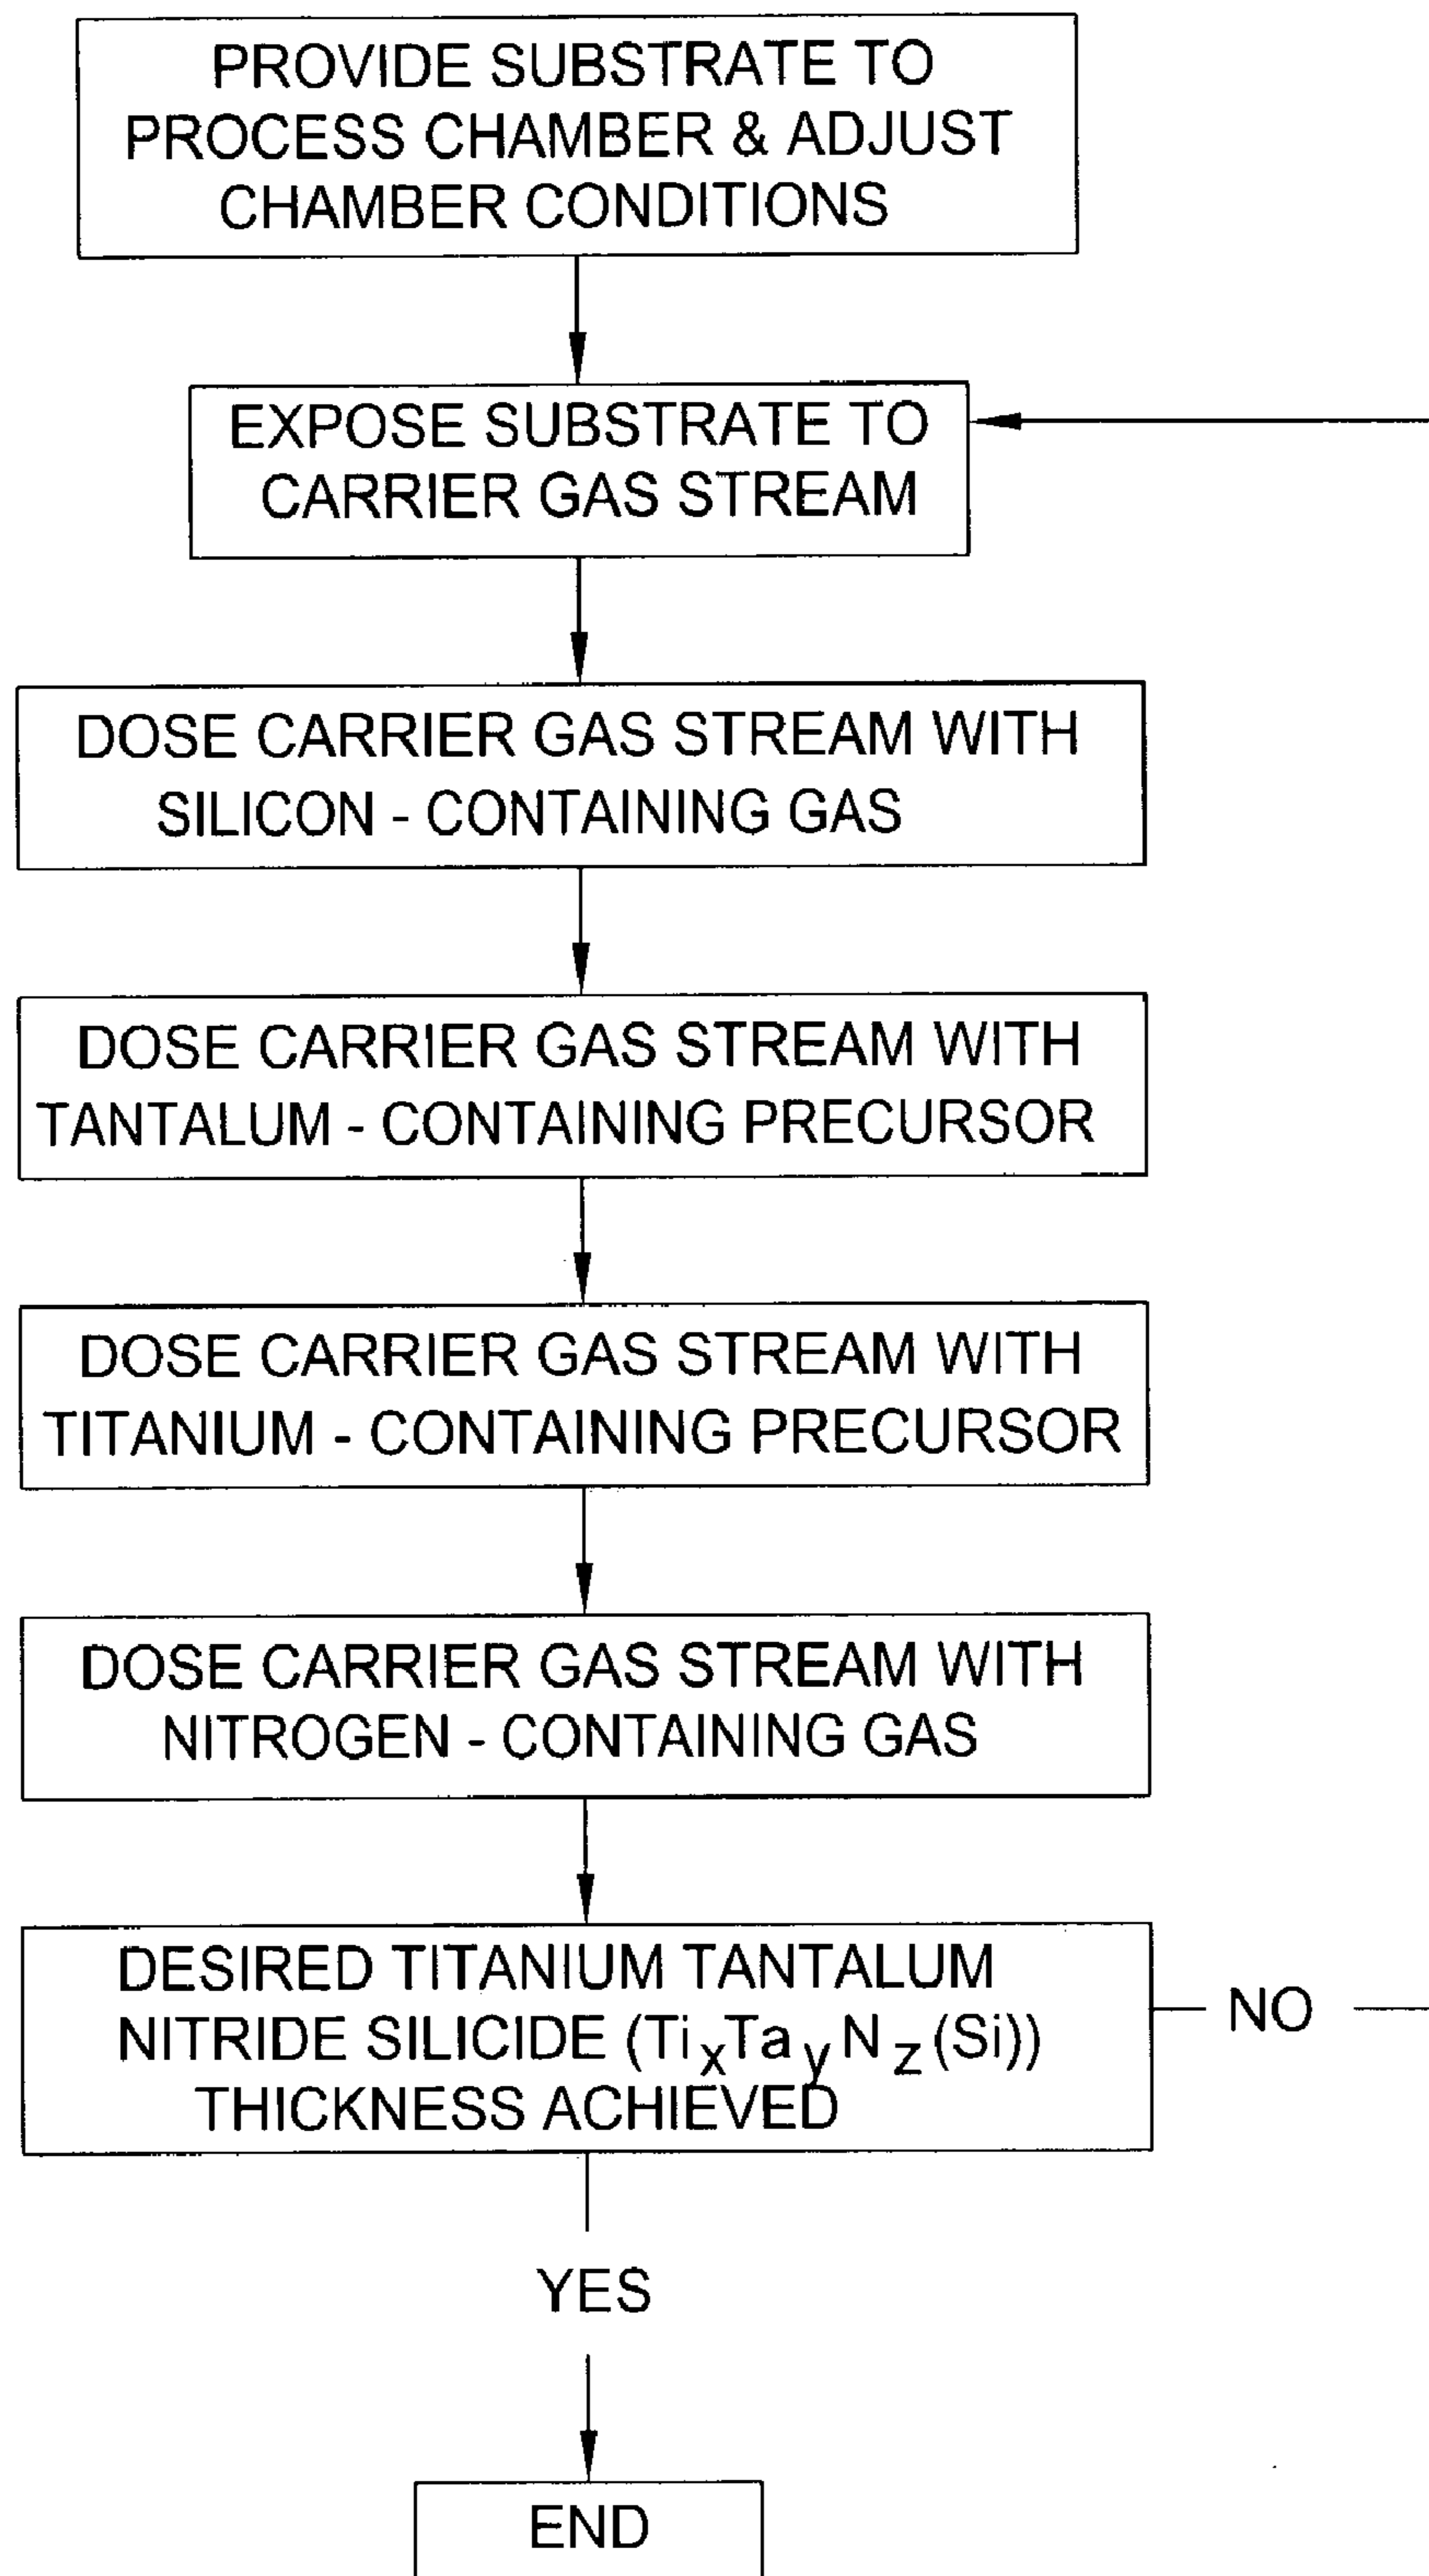 PROVIDE SUBSTRATE TO
PROCESS CHAMBER & ADJUST
CHAMBER CONDITIONS
EXPOSE SUBSTRATE TO
CARRIER GAS STREAM
DOSE CARRIER GAS STREAM WITH
SILICON - CONTAINING GAS
DOSE CARRIER GAS STREAM WITH
TANTALUM - CONTAINING PRECURSOR
DOSE CARRIER GAS STREAM WITH
TITANIUM - CONTAINING PRECURSOR
DOSE CARRIER GAS STREAM WITH
NITROGEN - CONTAINING GAS
DESIRED TITANIUM TANTALUM
NITRIDE SILICIDE (TixTayNz(Si))
THICKNESS ACHIEVED
NO
YES
END